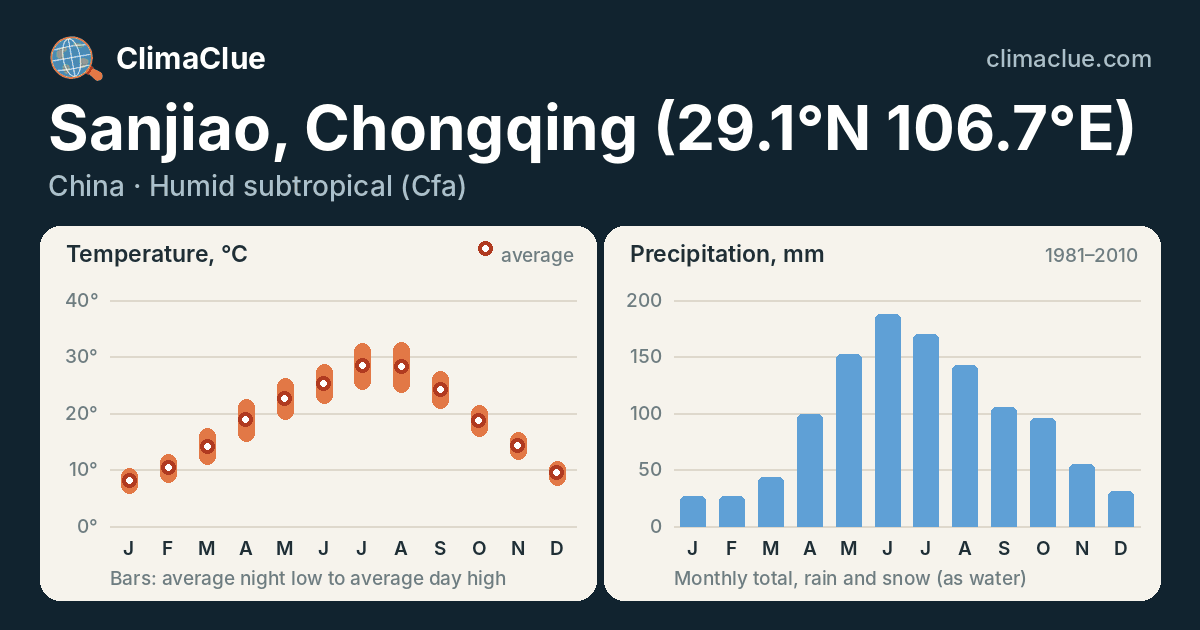 ClimaClue
climaclue.com
Sanjiao, Chongqing (29.1°N 106.7°E)
China · Humid subtropical (Cfa)
Temperature, °C
average
40°
30°
20°
10°
0°
J F M A M J J A S O N D
Bars: average night low to average day high
Precipitation, mm
1981–2010
200
150
100
50
0
J F M A M J J A S O N D
Monthly total, rain and snow (as water)